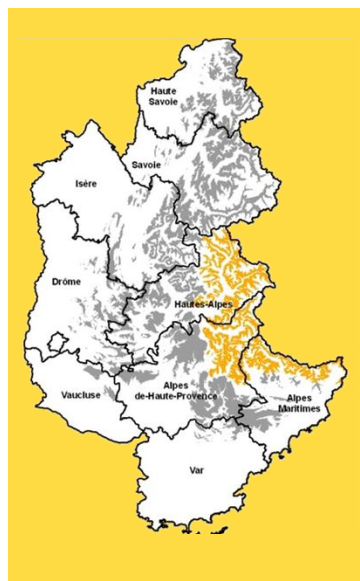 Haute
Savoie
Savoie
Isère
Drôme
Hautes-Alpes
Vaucluse
Alpes
de-Haute-Provence
Alpes
Maritimes
Var